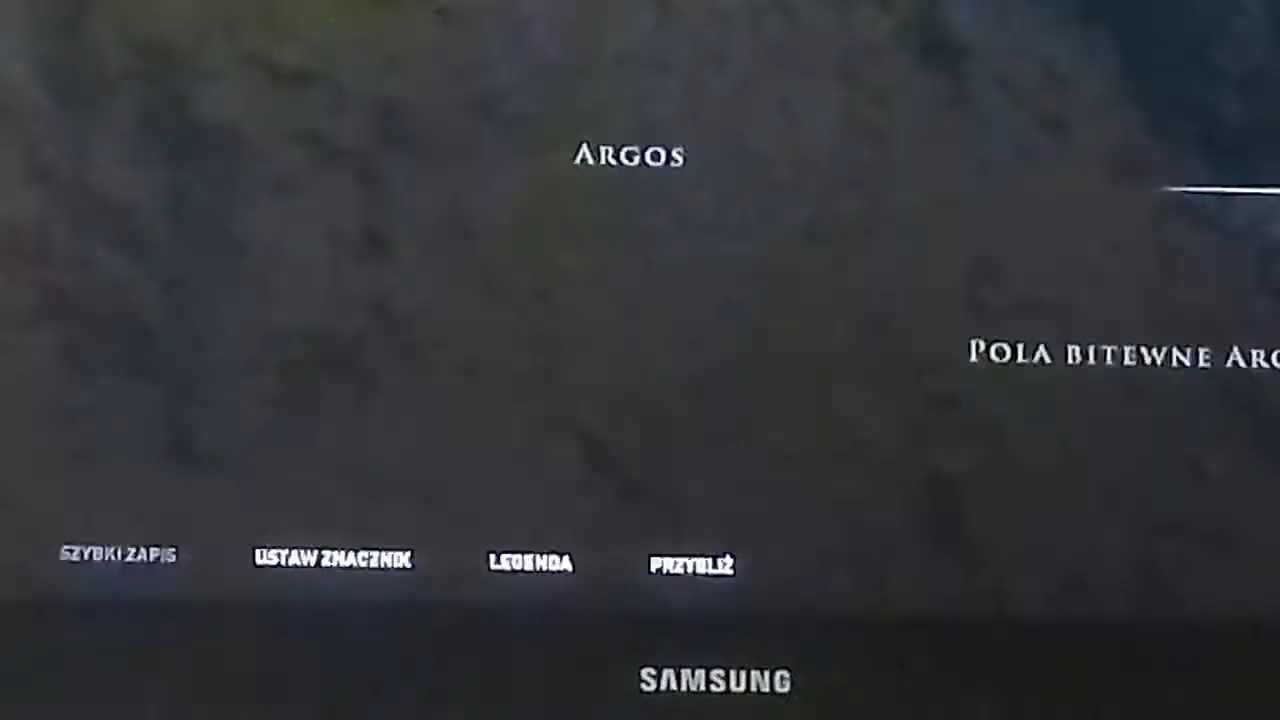 ARGOS
POLA BITEWNE ARG
SZYBKI ZAPIS USTAW ZNACZNIK LEGENDA PRZYBLIŻ
SAMSUNG